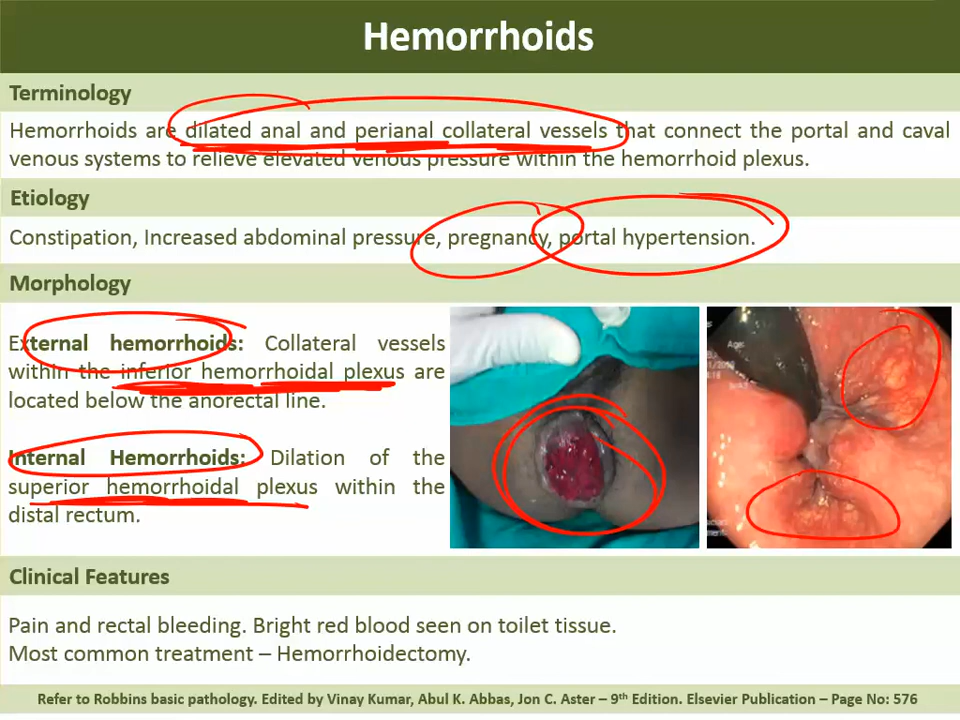 Hemorrhoids
Terminology
Hemorrhoids are dilated anal and perianal collateral vessels that connect the portal and caval
venous systems to relieve elevated venous pressure within the hemorrhoid plexus.
Etiology
Constipation, Increased abdominal pressure, pregnancy, portal hypertension.
Morphology
External hemorrhoids: Collateral vessels
within the inferior hemorrhoidal plexus are
located below the anorectal line.
Internal Hemorrhoids: Dilation of the
superior hemorrhoidal plexus within the
distal rectum.
Age:
Clinical Features
Pain and rectal bleeding. Bright red blood seen on toilet tissue.
Most common treatment – Hemorrhoidectomy.
Refer to Robbins basic pathology. Edited by Vinay Kumar, Abul K. Abbas, Jon C. Aster – 9th Edition. Elsevier Publication – Page No: 576